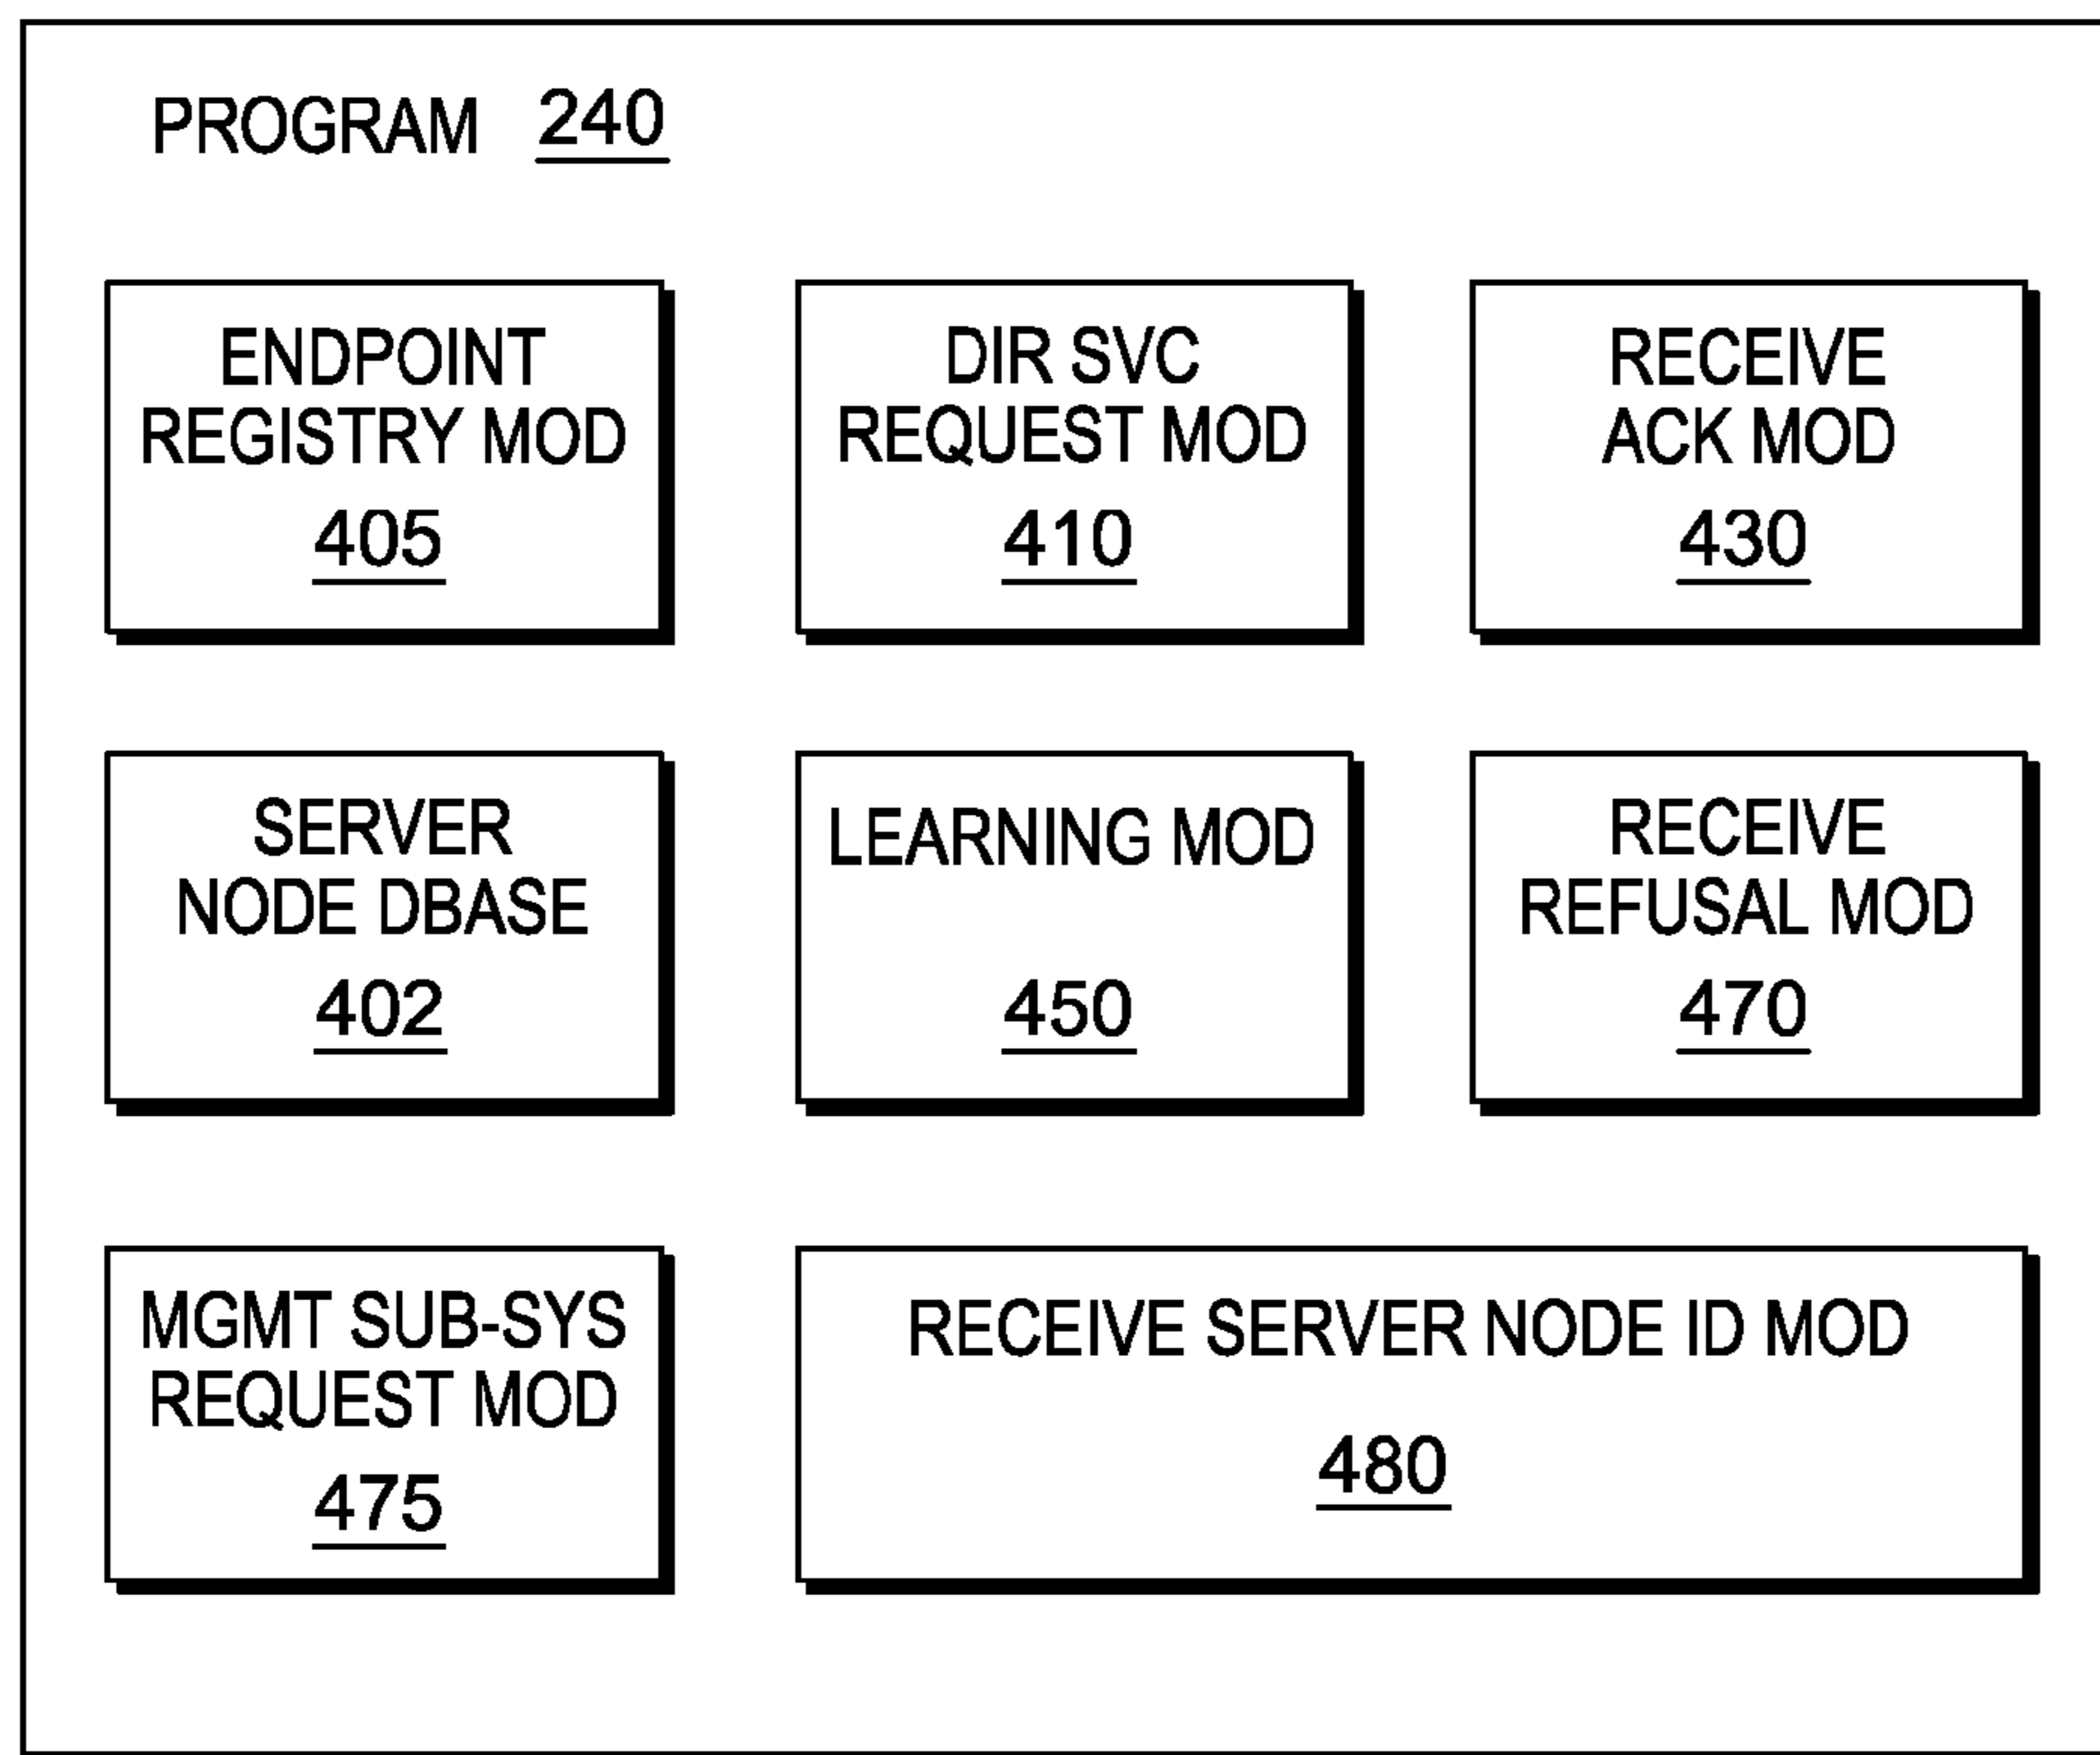 PROGRAM 240
ENDPOINT
REGISTRY MOD
405
DIR SVC
REQUEST MOD
410
RECEIVE
ACK MOD
430
SERVER
NODE DBASE
402
LEARNING MOD
450
RECEIVE
REFUSAL MOD
470
MGMT SUB-SYS
REQUEST MOD
475
RECEIVE SERVER NODE ID MOD
480